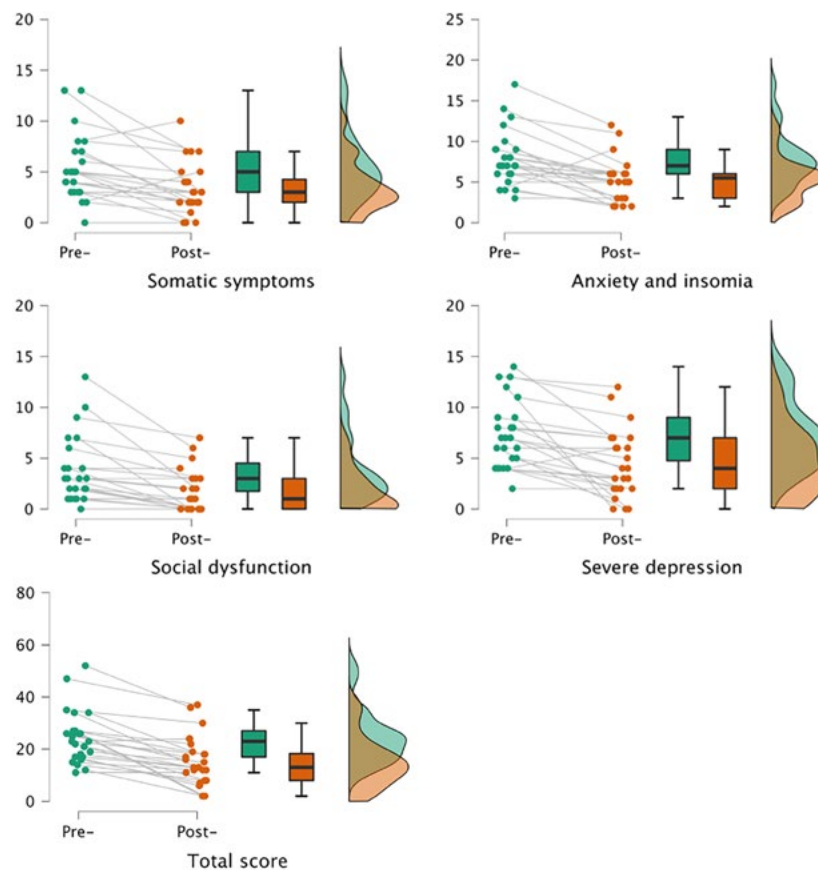 20
15
10
5
0
Pre-
Post-
Somatic symptoms
25
20
15
10
5
0
Pre-
Post-
Anxiety and insomia
20
15
10
5
0
Pre-
Post-
Social dysfunction
20
15
10
5
0
Pre-
Post-
Severe depression
80
60
40
20
0
Pre-
Post-
Total score